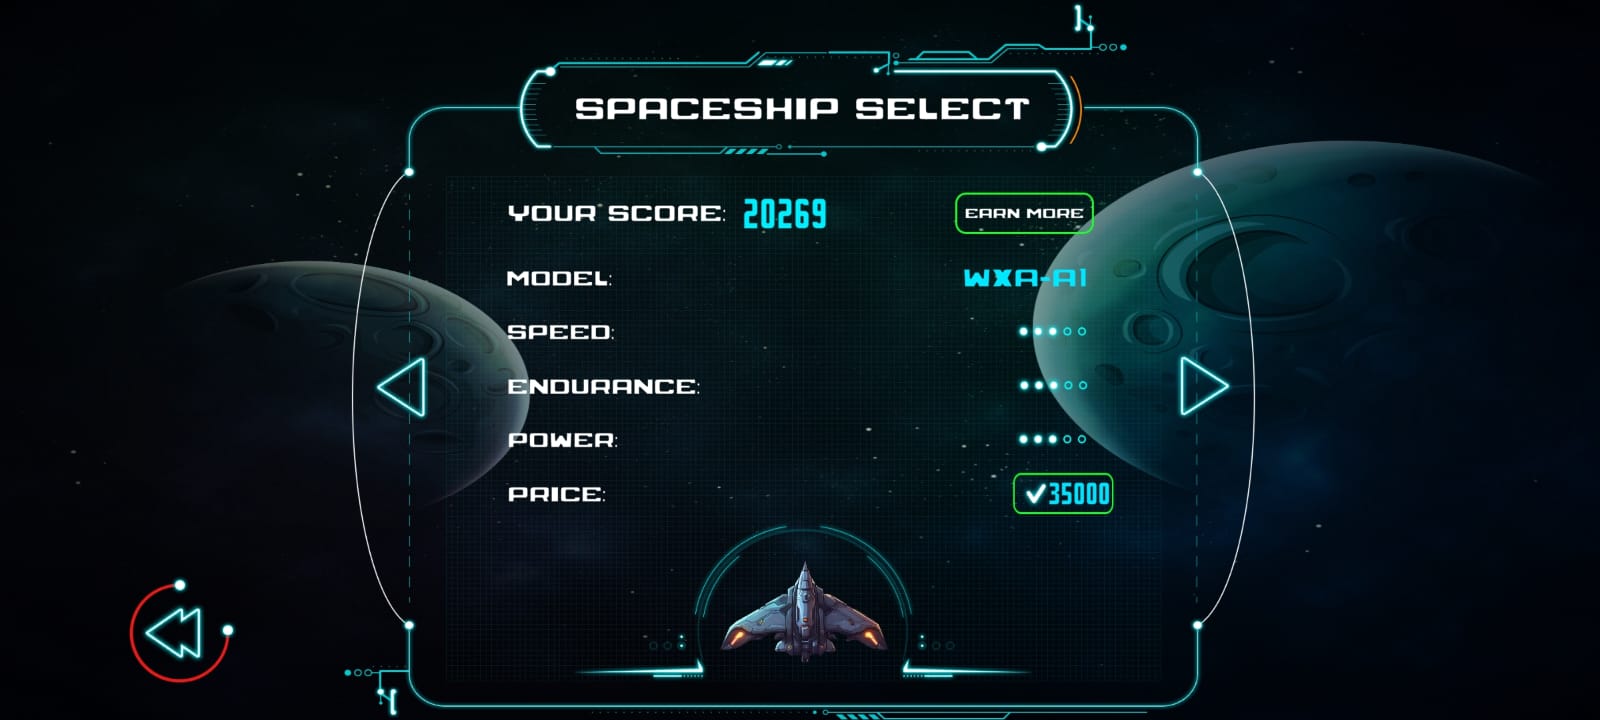 SPACESHIP SELECT
YOUR SCORE: 20269 EARN MORE
MODEL: WXA-A1
SPEED:
ENDURANCE:
POWER:
PRICE: 35000